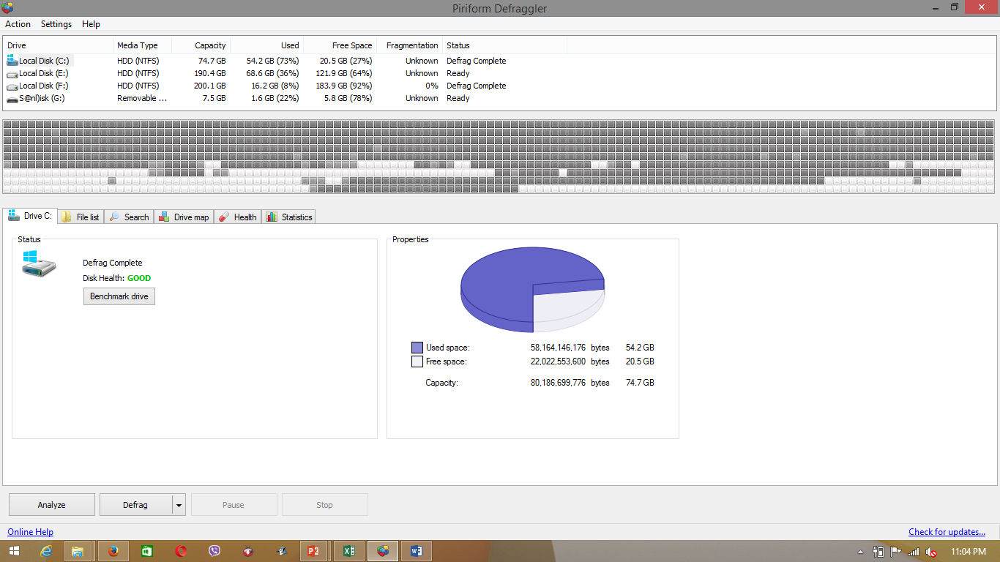 Piriform Defraggler
Action Settings Help
Drive Media Type Capacity Used Free Space Fragmentation Status
Local Disk (C:) HDD (NTFS) 74.7 GB 54.2 GB (73%) 20.5 GB (27%) Unknown Defrag Complete
Local Disk (E:) HDD (NTFS) 190.4 GB 68.6 GB (36%) 121.9 GB (64%) Unknown Ready
Local Disk (F:) HDD (NTFS) 200.1 GB 16.2 GB (8%) 183.9 GB (92%) 0% Defrag Complete
S@nl)isk (G:) Removable ... 7.5 GB 1.6 GB (22%) 5.8 GB (78%) Unknown Ready
Drive C: File list Search Drive map Health Statistics
Status
Defrag Complete
Disk Health: GOOD
Benchmark drive
Properties
Used space: 58,164,146,176 bytes 54.2 GB
Free space: 22,022,553,600 bytes 20.5 GB
Capacity: 80,186,699,776 bytes 74.7 GB
Analyze Defrag Pause Stop
Online Help Check for updates...
11:04 PM